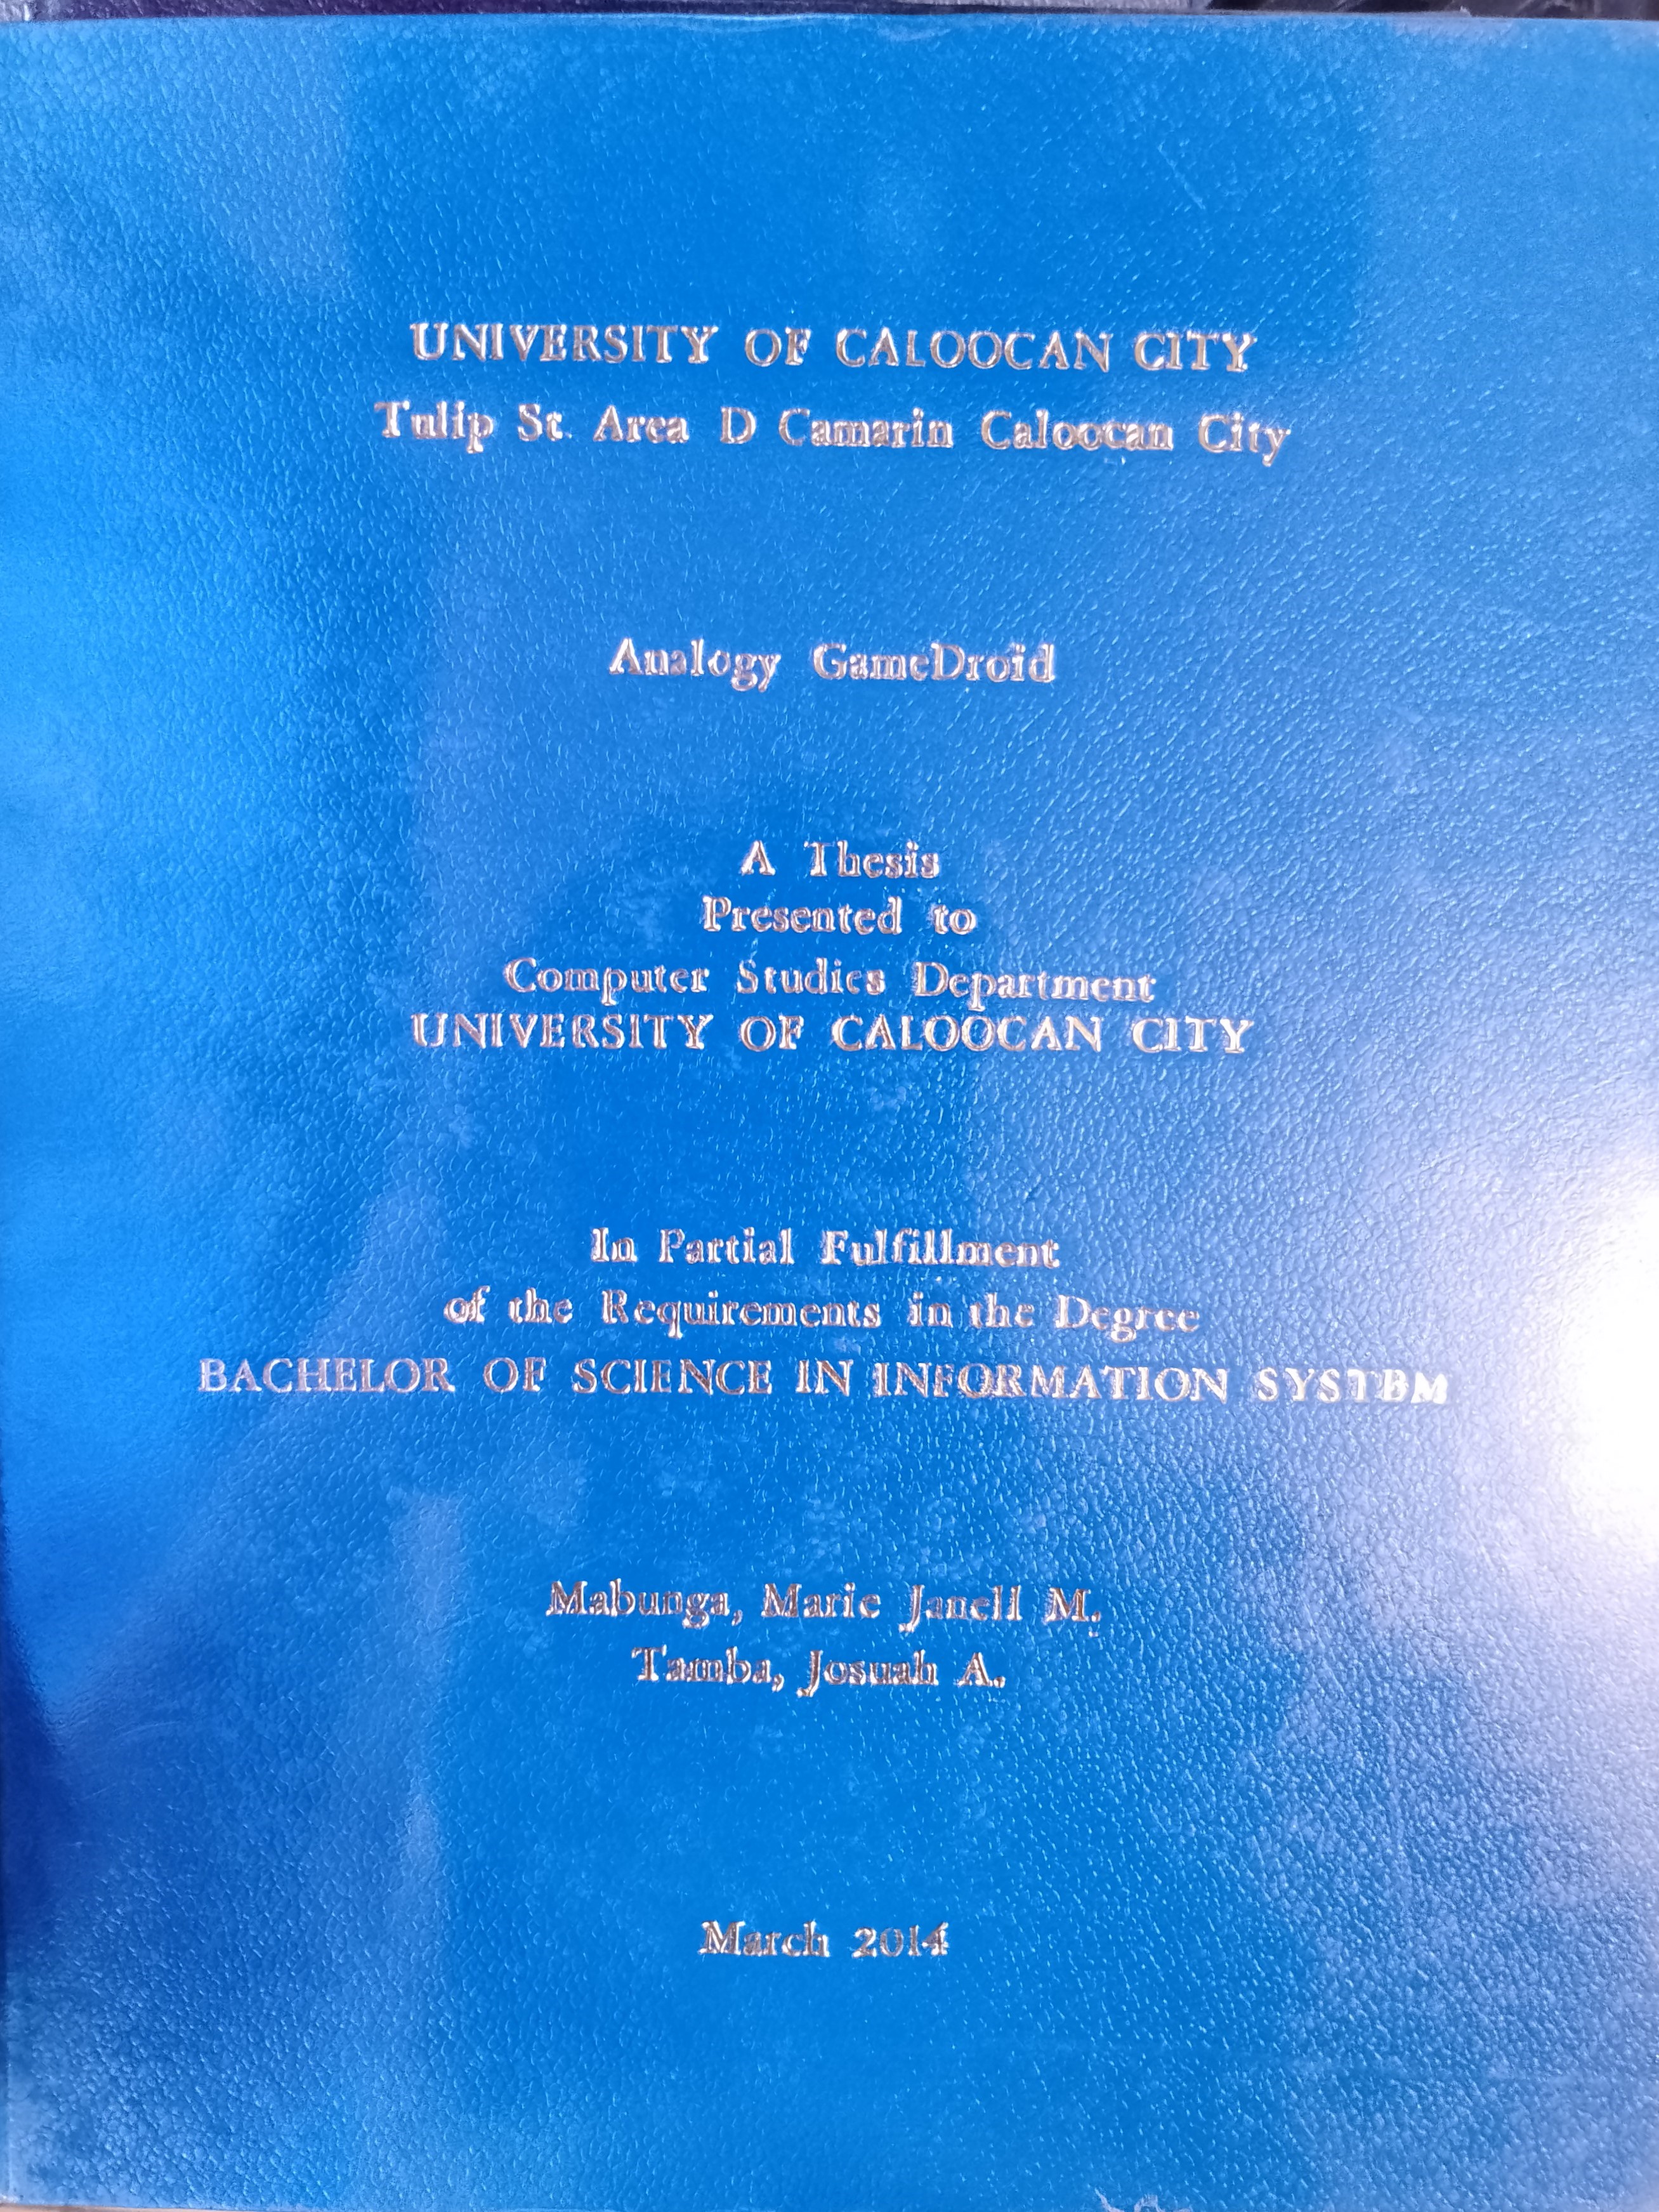 UNIVERSITY OF CALOOCAN CITY
Tulip St. Area D Camarin Caloocan City
Analogy GameDroid
A Thesis
Presented to
Computer Studies Department
UNIVERSITY OF CALOOCAN CITY
In Partial Fulfillment
of the Requirements in the Degree
BACHELOR OF SCIENCE IN INFORMATION SYSTEM
Mabunga, Marie Janell M.
Tamba, Josuah A.
March 2014